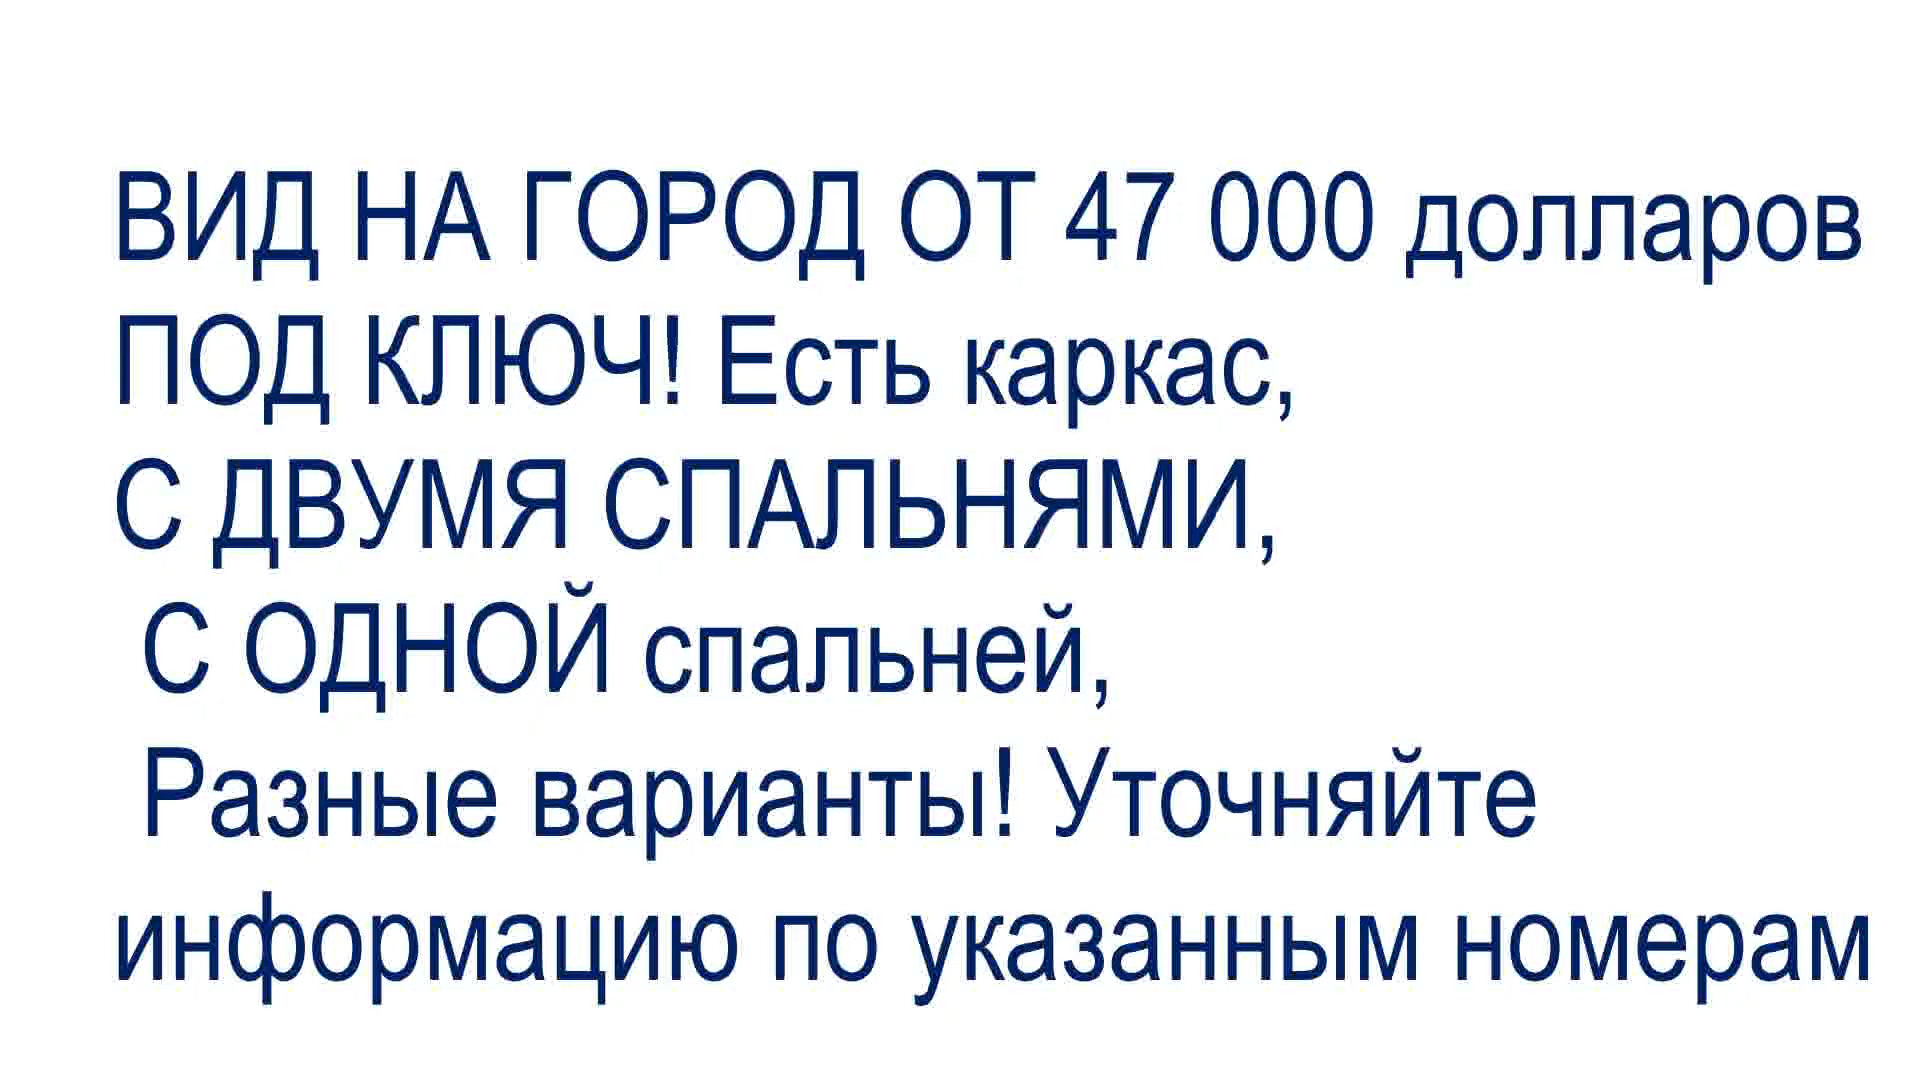 ВИД НА ГОРОД ОТ 47 000 долларов
ПОД КЛЮЧ! Есть каркас,
С ДВУМЯ СПАЛЬНЯМИ,
С ОДНОЙ спальней,
Разные варианты! Уточняйте
информацию по указанным номерам